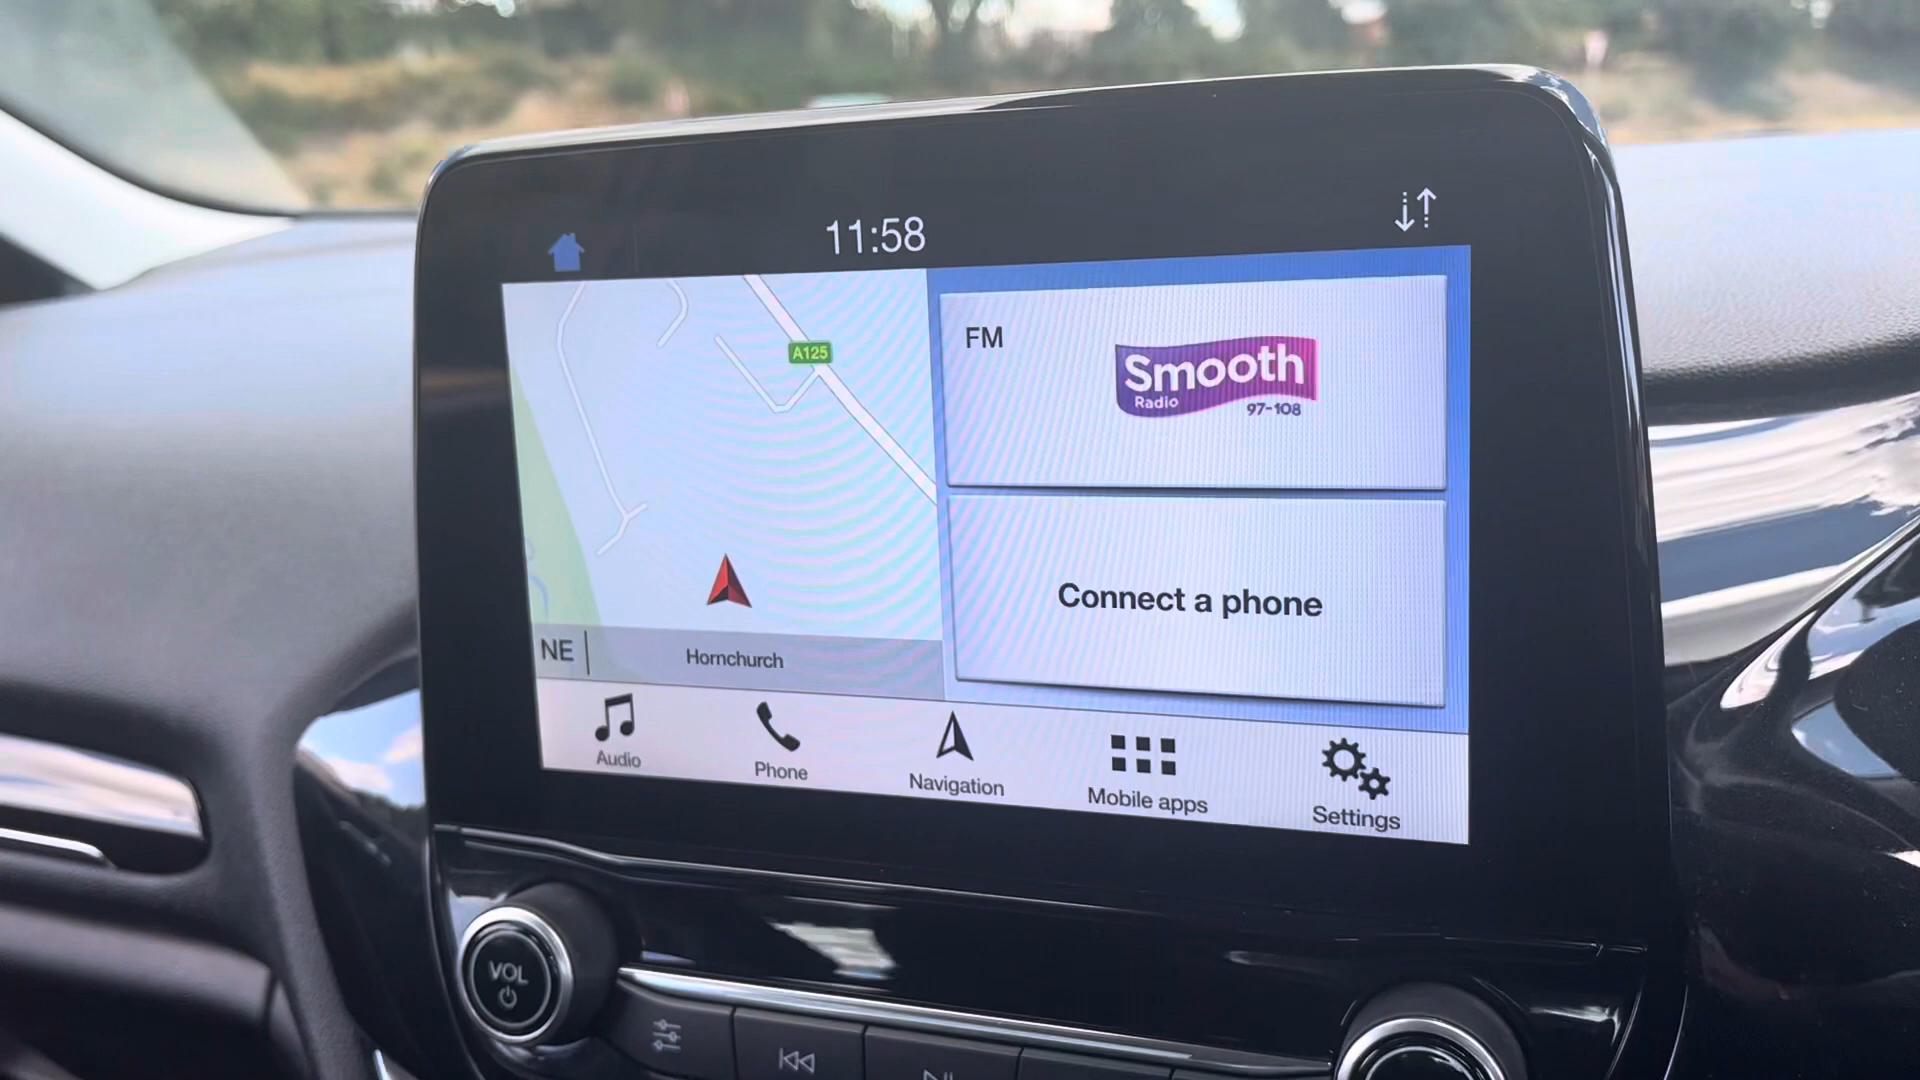 11:58
A125
FM
Smooth
Radio
97-108
Connect a phone
NE
Hornchurch
Audio
Phone
Navigation
Mobile apps
Settings
VOL